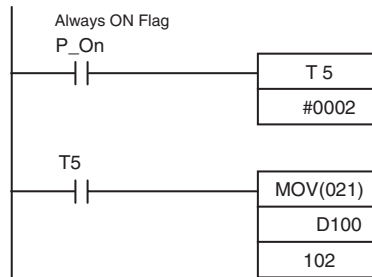 Always ON Flag
P_On
T 5
#0002
T5
MOV(021)
D100
102